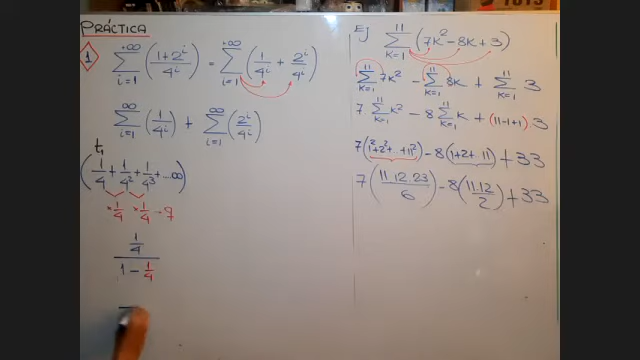 PRÁCTICA
1 +∞ Σ i=1 (1+2^i / 4^i) = +∞ Σ i=1 (1/4^i + 2^i/4^i)
∞ Σ i=1 (1/4^i) + ∞ Σ i=1 (2^i/4^i)
t₁
(1/4 + 1/4² + 1/4³ + ....∞)
×1/4 ×1/4
1/4
1 - 1/4
Ej 11 Σ K=1 (7K² - 8K + 3)
11 Σ K=1 7K² - 11 Σ K=1 8K + 11 Σ K=1 3
7. 11 Σ K=1 K² - 8 11 Σ K=1 K + (11-1+1).3
7(1²+2²+..+11²) - 8(1+2+..11) + 33
7(11.12.23/6) - 8(11.12/2) + 33